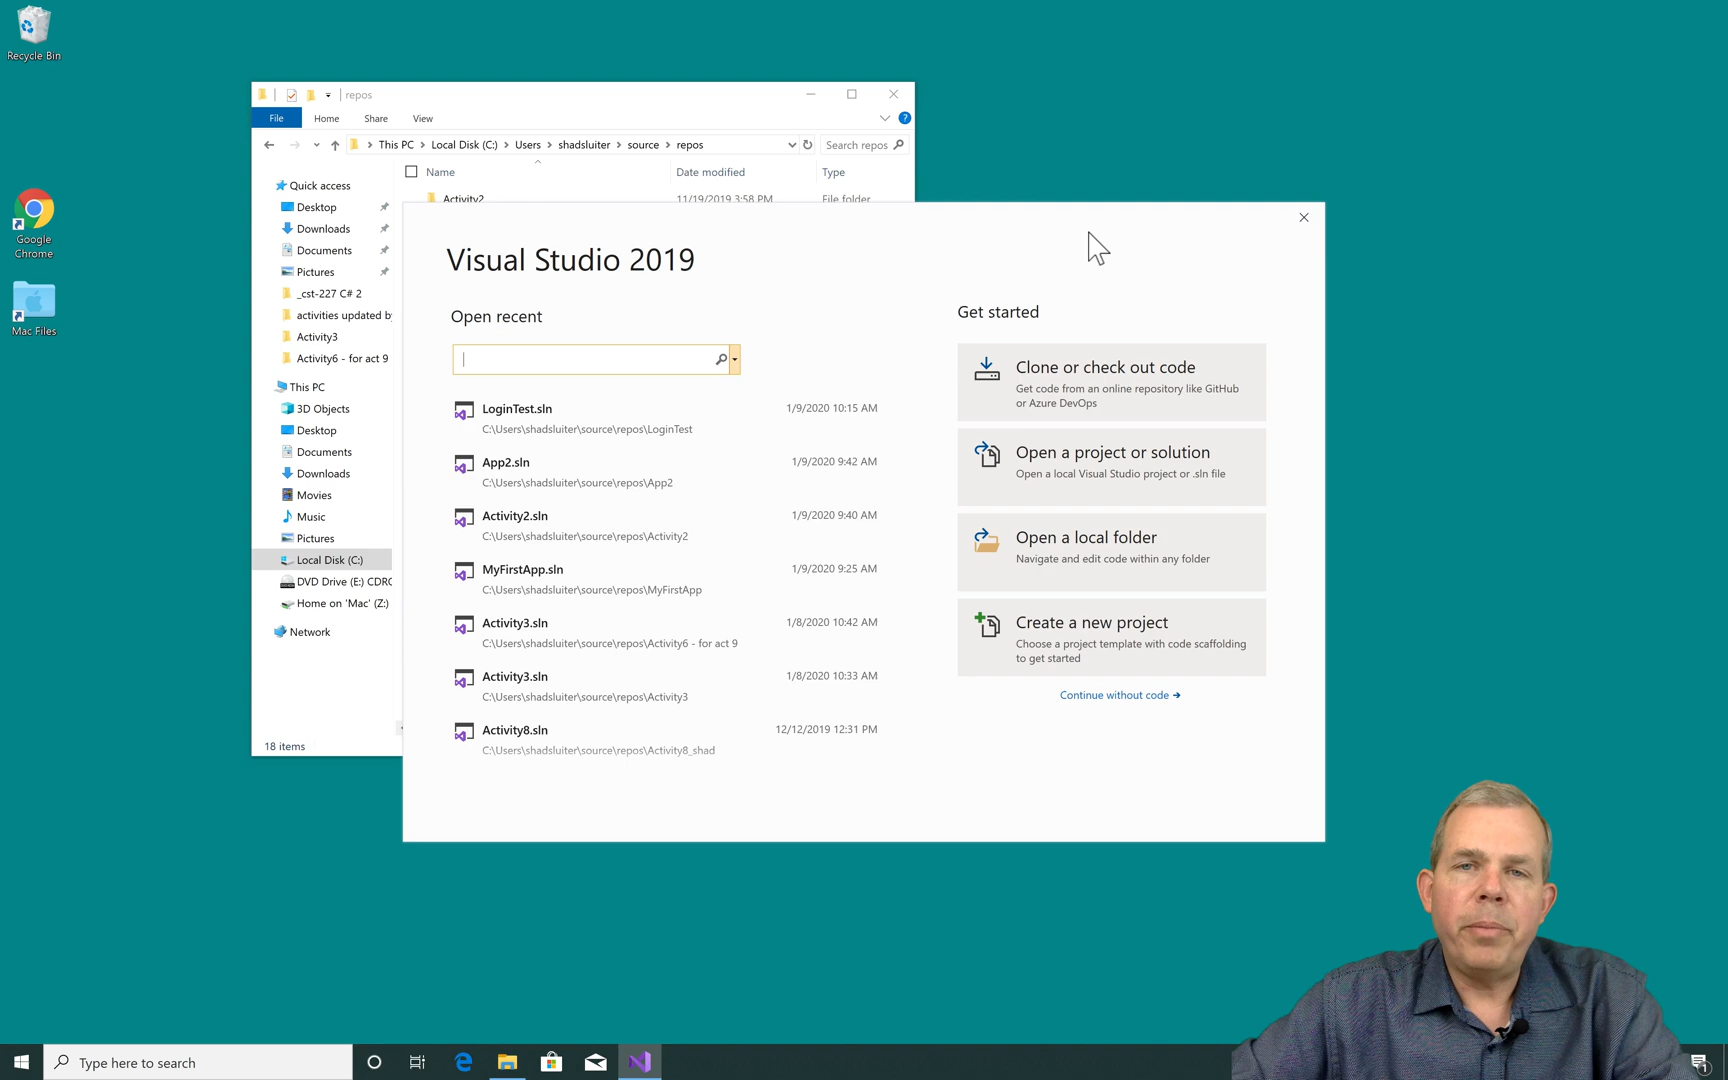 Recycle Bin
Google
Chrome
Mac Files
repos
File Home Share View
This PC Local Disk (C:) Users shadsluiter source repos
Search repos
Name Date modified Type
Activity2 11/19/2019 3:58 PM File folder
Quick access
Desktop
Downloads
Documents
Pictures
_cst-227 C# 2
activities updated by
Activity3
Activity6 - for act 9
This PC
3D Objects
Desktop
Documents
Downloads
Movies
Music
Pictures
Local Disk (C:)
DVD Drive (E:) CDRO
Home on 'Mac' (Z:)
Network
18 items
Visual Studio 2019
Open recent
LoginTest.sln 1/9/2020 10:15 AM
C:\Users\shadsluiter\source\repos\LoginTest
App2.sln 1/9/2020 9:42 AM
C:\Users\shadsluiter\source\repos\App2
Activity2.sln 1/9/2020 9:40 AM
C:\Users\shadsluiter\source\repos\Activity2
MyFirstApp.sln 1/9/2020 9:25 AM
C:\Users\shadsluiter\source\repos\MyFirstApp
Activity3.sln 1/8/2020 10:42 AM
C:\Users\shadsluiter\source\repos\Activity6 - for act 9
Activity3.sln 1/8/2020 10:33 AM
C:\Users\shadsluiter\source\repos\Activity3
Activity8.sln 12/12/2019 12:31 PM
C:\Users\shadsluiter\source\repos\Activity8_shad
Get started
Clone or check out code
Get code from an online repository like GitHub
or Azure DevOps
Open a project or solution
Open a local Visual Studio project or .sln file
Open a local folder
Navigate and edit code within any folder
Create a new project
Choose a project template with code scaffolding
to get started
Continue without code
Type here to search
1